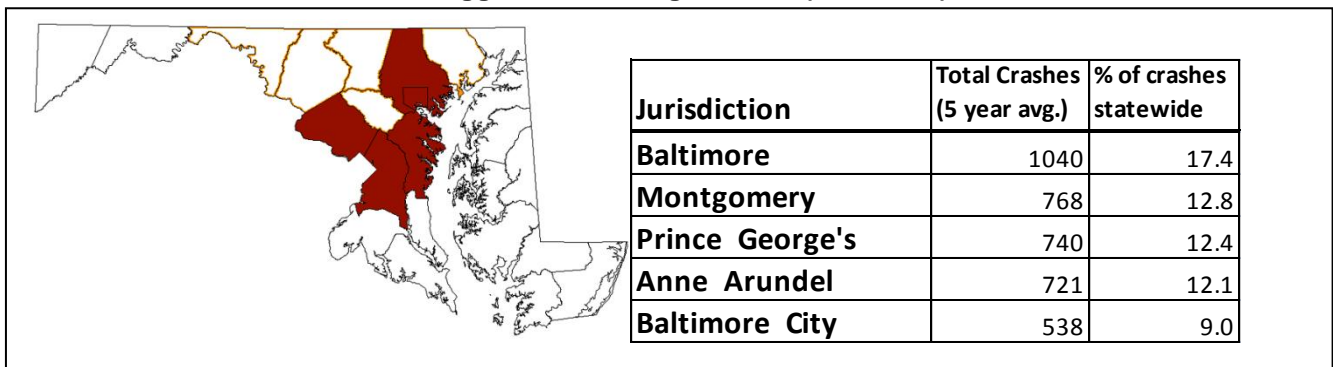 Jurisdiction Total Crashes (5 year avg.) % of crashes statewide
Baltimore 1040 17.4
Montgomery 768 12.8
Prince George's 740 12.4
Anne Arundel 721 12.1
Baltimore City 538 9.0